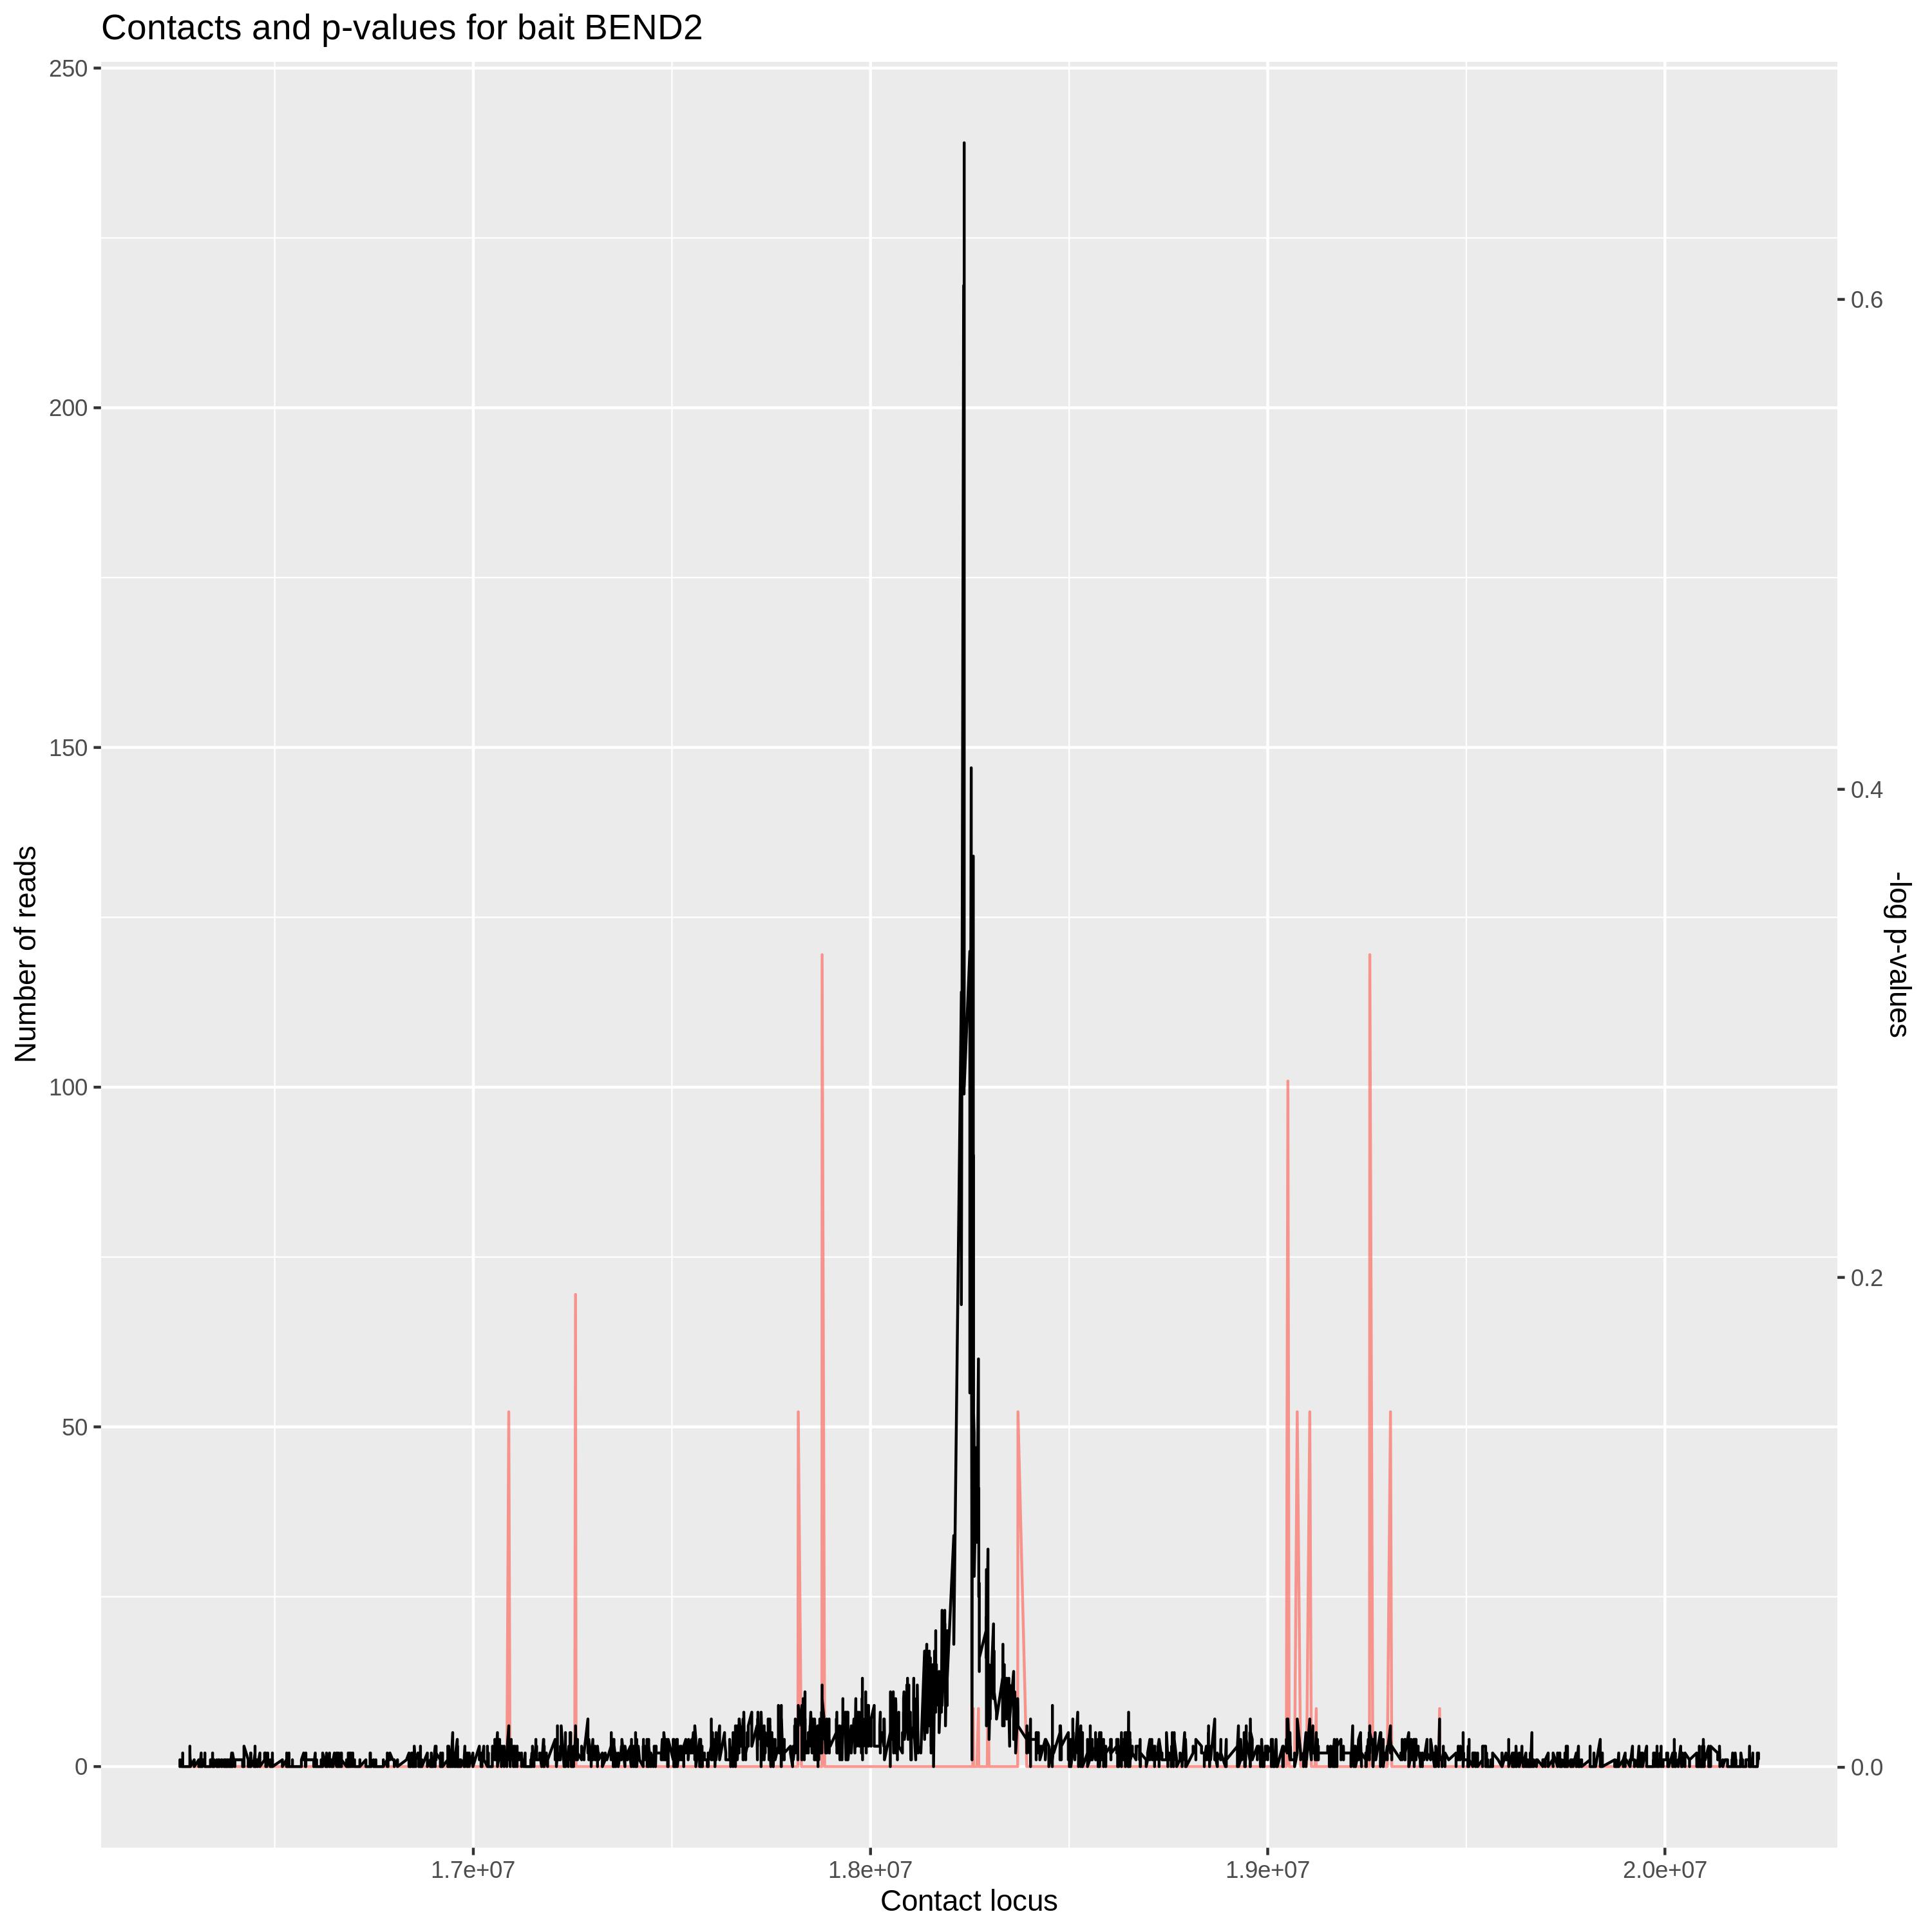 Contacts and p-values for bait BEND2
250
200
150
100
50
0
Number of reads
0.6
0.4
0.2
0.0
-log p-values
1.7e+07
1.8e+07
1.9e+07
2.0e+07
Contact locus